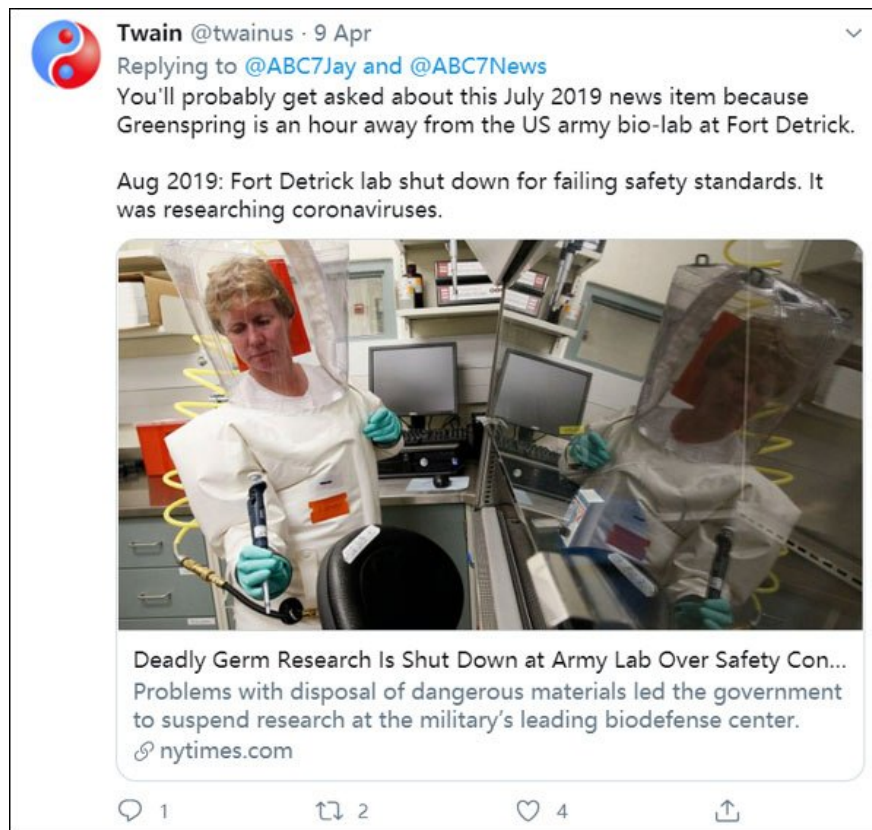 Twain @twainus · 9 Apr
Replying to @ABC7Jay and @ABC7News
You'll probably get asked about this July 2019 news item because
Greenspring is an hour away from the US army bio-lab at Fort Detrick.
Aug 2019: Fort Detrick lab shut down for failing safety standards. It
was researching coronaviruses.
Deadly Germ Research Is Shut Down at Army Lab Over Safety Con...
Problems with disposal of dangerous materials led the government
to suspend research at the military's leading biodefense center.
nytimes.com
1 2 4